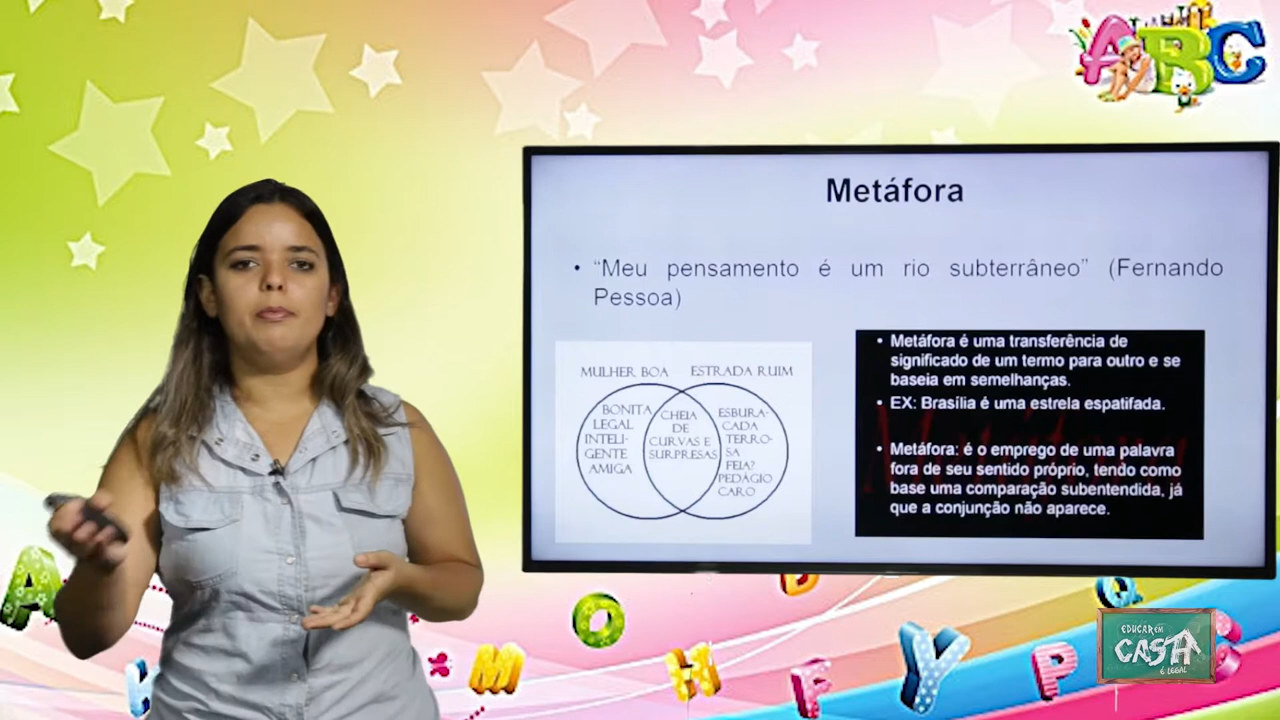 ABC
Metáfora
• “Meu pensamento é um rio subterrâneo” (Fernando
Pessoa)
MULHER BOA ESTRADA RUIM
BONITA
LEGAL
INTELI-
GENTE
AMIGA
CHEIA
DE
CURVAS E
SURPRESAS
ESBURA-
CADA
TERRO-
SA
FEIA?
PEDÁGIO
CARO
• Metáfora é uma transferência de
significado de um termo para outro e se
baseia em semelhanças.
• EX: Brasília é uma estrela espatifada.
• Metáfora: é o emprego de uma palavra
fora de seu sentido próprio, tendo como
base uma comparação subentendida, já
que a conjunção não aparece.
A
O
M
H
F
Y
P
Q
EDUCAR EM
CASA
É LEGAL